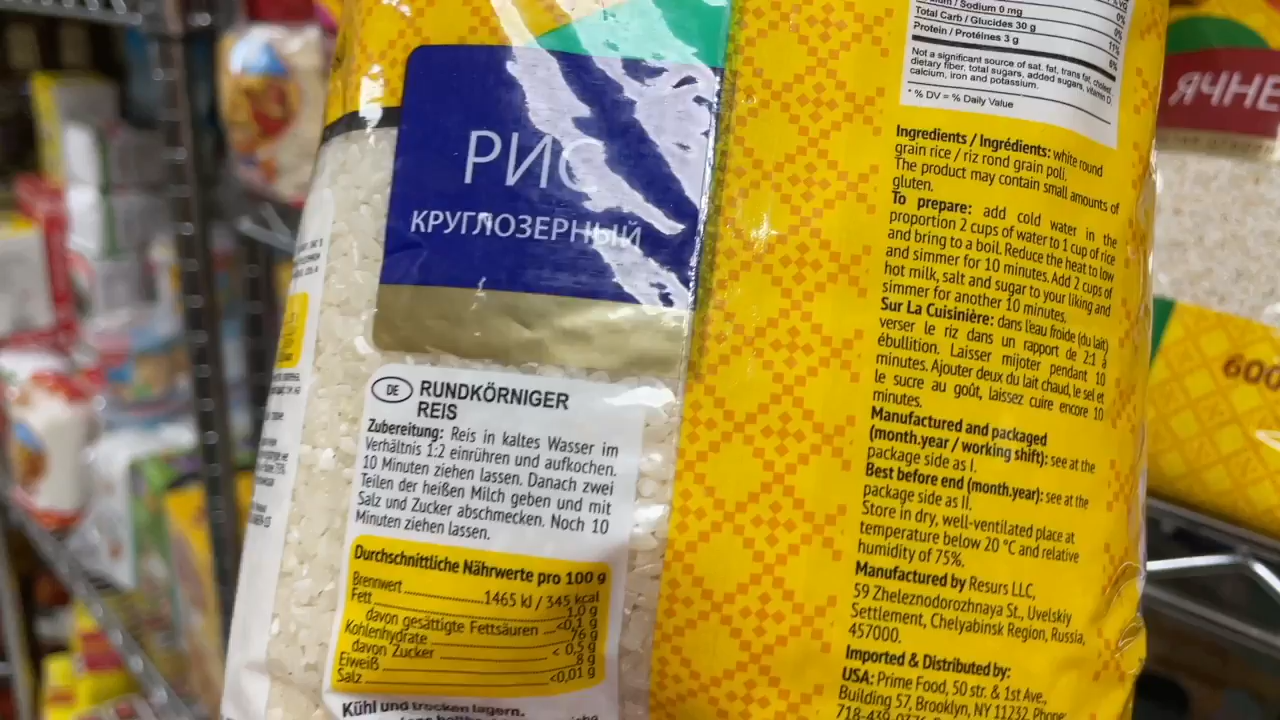 РИС
КРУГЛОЗЕРНЫЙ
DE RUNDKÖRNIGER
REIS
Zubereitung: Reis in kaltes Wasser im
Verhältnis 1:2 einrühren und aufkochen.
10 Minuten ziehen lassen. Danach zwei
Teilen der heißen Milch geben und mit
Salz und Zucker abschmecken. Noch 10
Minuten ziehen lassen.
Durchschnittliche Nährwerte pro 100 g
Brennwert 1465 kJ / 345 kcal
Fett 1,0 g
davon gesättigte Fettsäuren <0,1 g
Kohlenhydrate 76 g
davon Zucker < 0,5 g
Eiweiß 8 g
Salz <0,01 g
Kühl und trocken lagern.
/ Sodium 0 mg 0%
Total Carb / Glucides 30 g 11%
Protein / Protéines 3 g 6%
Not a significant source of sat. fat, trans fat, cholest.
dietary fiber, total sugars, added sugars, vitamin D
calcium, iron and potassium.
* % DV = % Daily Value
Ingredients / Ingrédients: white round
grain rice / riz rond grain poli.
The product may contain small amounts of
gluten.
To prepare: add cold water in the
proportion 2 cups of water to 1 cup of rice
and bring to a boil. Reduce the heat to low
and simmer for 10 minutes. Add 2 cups of
hot milk, salt and sugar to your liking and
simmer for another 10 minutes.
Sur La Cuisinière: dans l'eau froide (du lait)
verser le riz dans un rapport de 2:1 à
ébullition. Laisser mijoter pendant 10
minutes. Ajouter deux du lait chaud, le sel et
le sucre au goût, laissez cuire encore 10
minutes.
Manufactured and packaged
(month.year / working shift): see at the
package side as I.
Best before end (month.year): see at the
package side as II.
Store in dry, well-ventilated place at
temperature below 20 °C and relative
humidity of 75%.
Manufactured by Resurs LLC,
59 Zheleznodorozhnaya St., Uvelskiy
Settlement, Chelyabinsk Region, Russia,
457000.
Imported & Distributed by:
USA: Prime Food, 50 str. & 1st Ave.,
Building 57, Brooklyn, NY 11232, Phone:
ЯЧНЕ
600